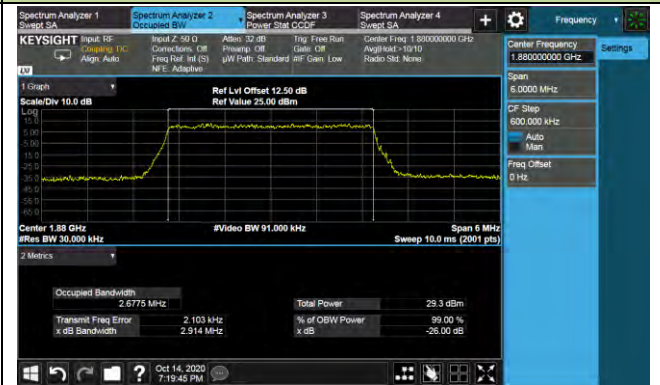 Spectrum Analyzer 1
Swept SA
Spectrum Analyzer 2
Occupied BW
Spectrum Analyzer 3
Power Stat CCDF
Spectrum Analyzer 4
Swept SA
+
Frequency
KEYSIGHT
Input: RF
Coupling: DC
Align: Auto
Input Z: 50 Ω
Corrections: Off
Freq Ref: Int (S)
NFE: Adaptive
Atten: 32 dB
Preamp: Off
µW Path: Standard
Trig: Free Run
Gate: Off
#IF Gain: Low
Center Freq: 1.880000000 GHz
Avg|Hold:>10/10
Radio Std: None
LM
Center Frequency
1.880000000 GHz
Settings
Span
6.0000 MHz
CF Step
600.000 kHz
Auto
Man
Freq Offset
0 Hz
1 Graph
Scale/Div 10.0 dB
Ref Lvl Offset 12.50 dB
Ref Value 25.00 dBm
Log
15.0
5.00
-5.00
-15.0
-25.0
-35.0
-45.0
-55.0
-65.0
Center 1.88 GHz
#Res BW 30.000 kHz
#Video BW 91.000 kHz
Span 6 MHz
Sweep 10.0 ms (2001 pts)
2 Metrics
Occupied Bandwidth
2.6775 MHz
Total Power
29.3 dBm
Transmit Freq Error
2.103 kHz
% of OBW Power
99.00 %
x dB Bandwidth
2.914 MHz
x dB
-26.00 dB
?
Oct 14, 2020
7:19:45 PM